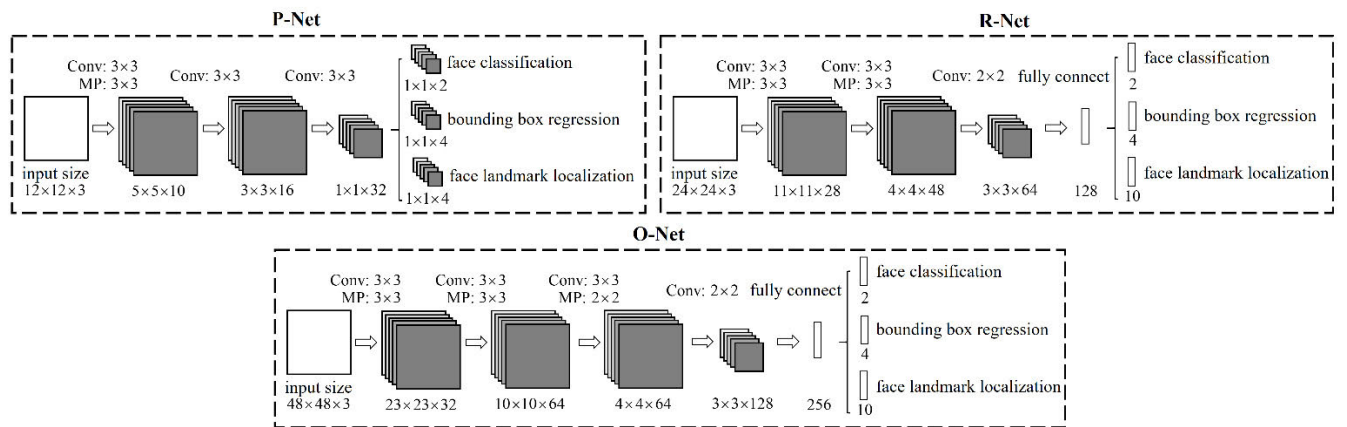 P-Net
Conv: 3×3
MP: 3×3
Conv: 3×3
Conv: 3×3
input size
12×12×3
5×5×10
3×3×16
1×1×32
face classification
1×1×2
bounding box regression
1×1×4
face landmark localization
1×1×4
R-Net
Conv: 3×3
MP: 3×3
Conv: 3×3
MP: 3×3
Conv: 2×2
fully connect
input size
24×24×3
11×11×28
4×4×48
3×3×64
128
face classification
2
bounding box regression
4
face landmark localization
10
O-Net
Conv: 3×3
MP: 3×3
Conv: 3×3
MP: 3×3
Conv: 3×3
MP: 2×2
Conv: 2×2
fully connect
input size
48×48×3
23×23×32
10×10×64
4×4×64
3×3×128
256
face classification
2
bounding box regression
4
face landmark localization
10